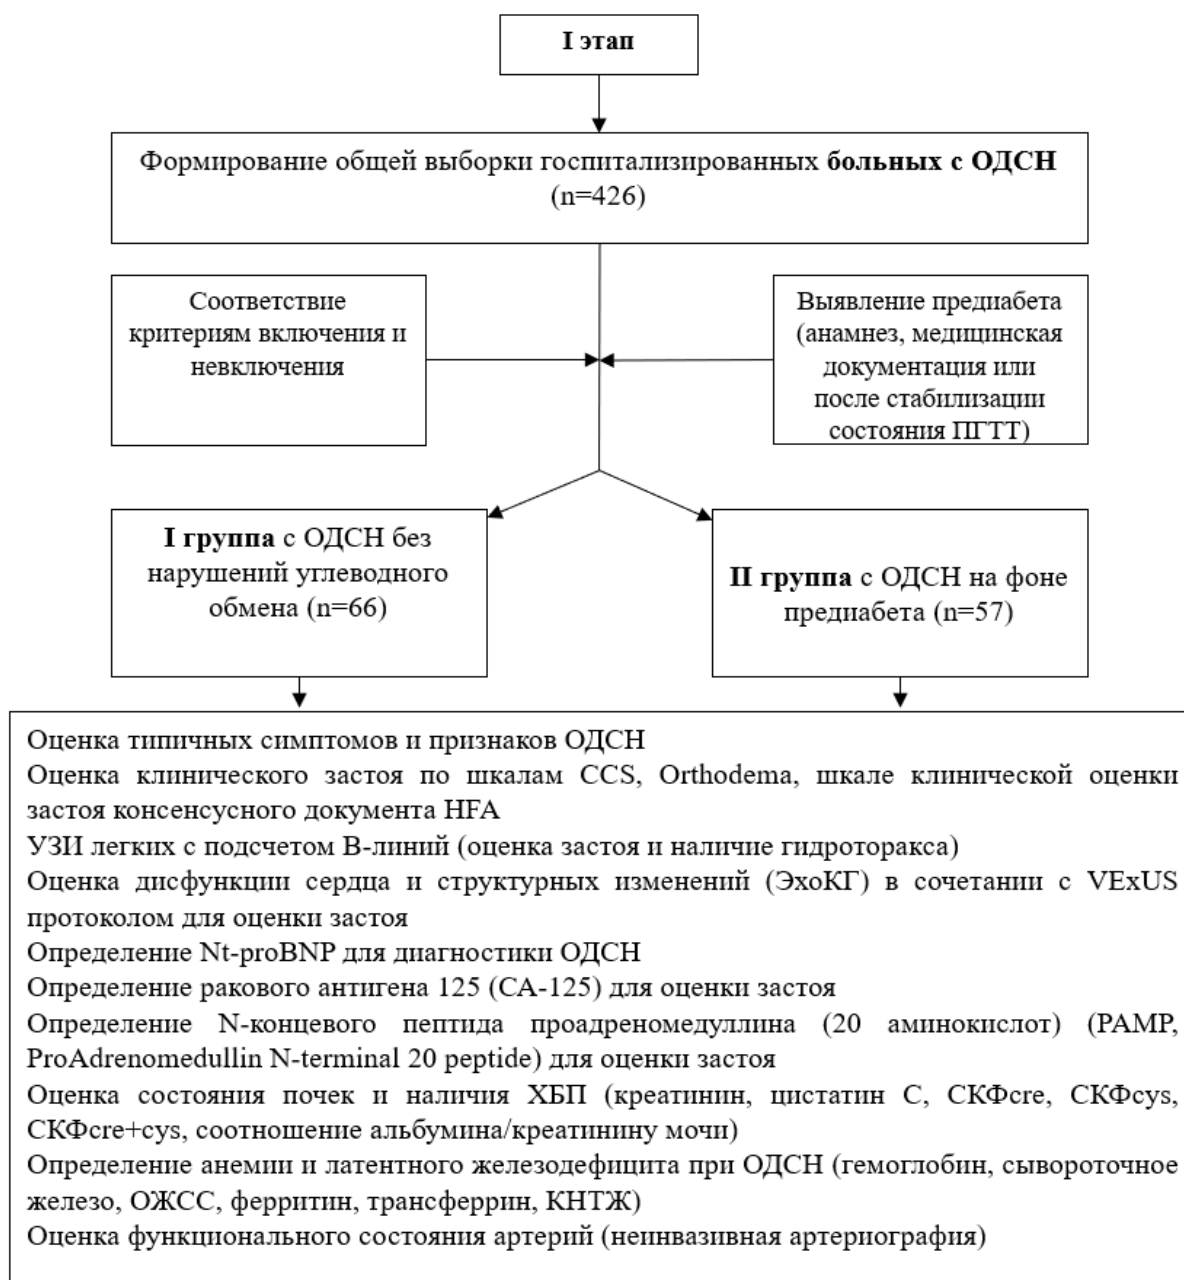 I этап
Формирование общей выборки госпитализированных больных с ОДСН
(n=426)
Соответствие
критериям включения и
невключения
Выявление предиабета
(анамнез, медицинская
документация или
после стабилизации
состояния ПГТТ)
I группа с ОДСН без
нарушений углеводного
обмена (n=66)
II группа с ОДСН на фоне
предиабета (n=57)
Оценка типичных симптомов и признаков ОДСН
Оценка клинического застоя по шкалам CCS, Orthodema, шкале клинической оценки
застоя консенсусного документа HFA
УЗИ легких с подсчетом В-линий (оценка застоя и наличие гидроторакса)
Оценка дисфункции сердца и структурных изменений (ЭхоКГ) в сочетании с VExUS
протоколом для оценки застоя
Определение Nt-proBNP для диагностики ОДСН
Определение ракового антигена 125 (CA-125) для оценки застоя
Определение N-концевого пептида проадреномедуллина (20 аминокислот) (PAMP,
ProAdrenomedullin N-terminal 20 peptide) для оценки застоя
Оценка состояния почек и наличия ХБП (креатинин, цистатин С, СКФcre, СКФcys,
СКФcre+cys, соотношение альбумина/креатинину мочи)
Определение анемии и латентного железодефицита при ОДСН (гемоглобин, сывороточное
железо, ОЖСС, ферритин, трансферрин, КНТЖ)
Оценка функционального состояния артерий (неинвазивная артериография)